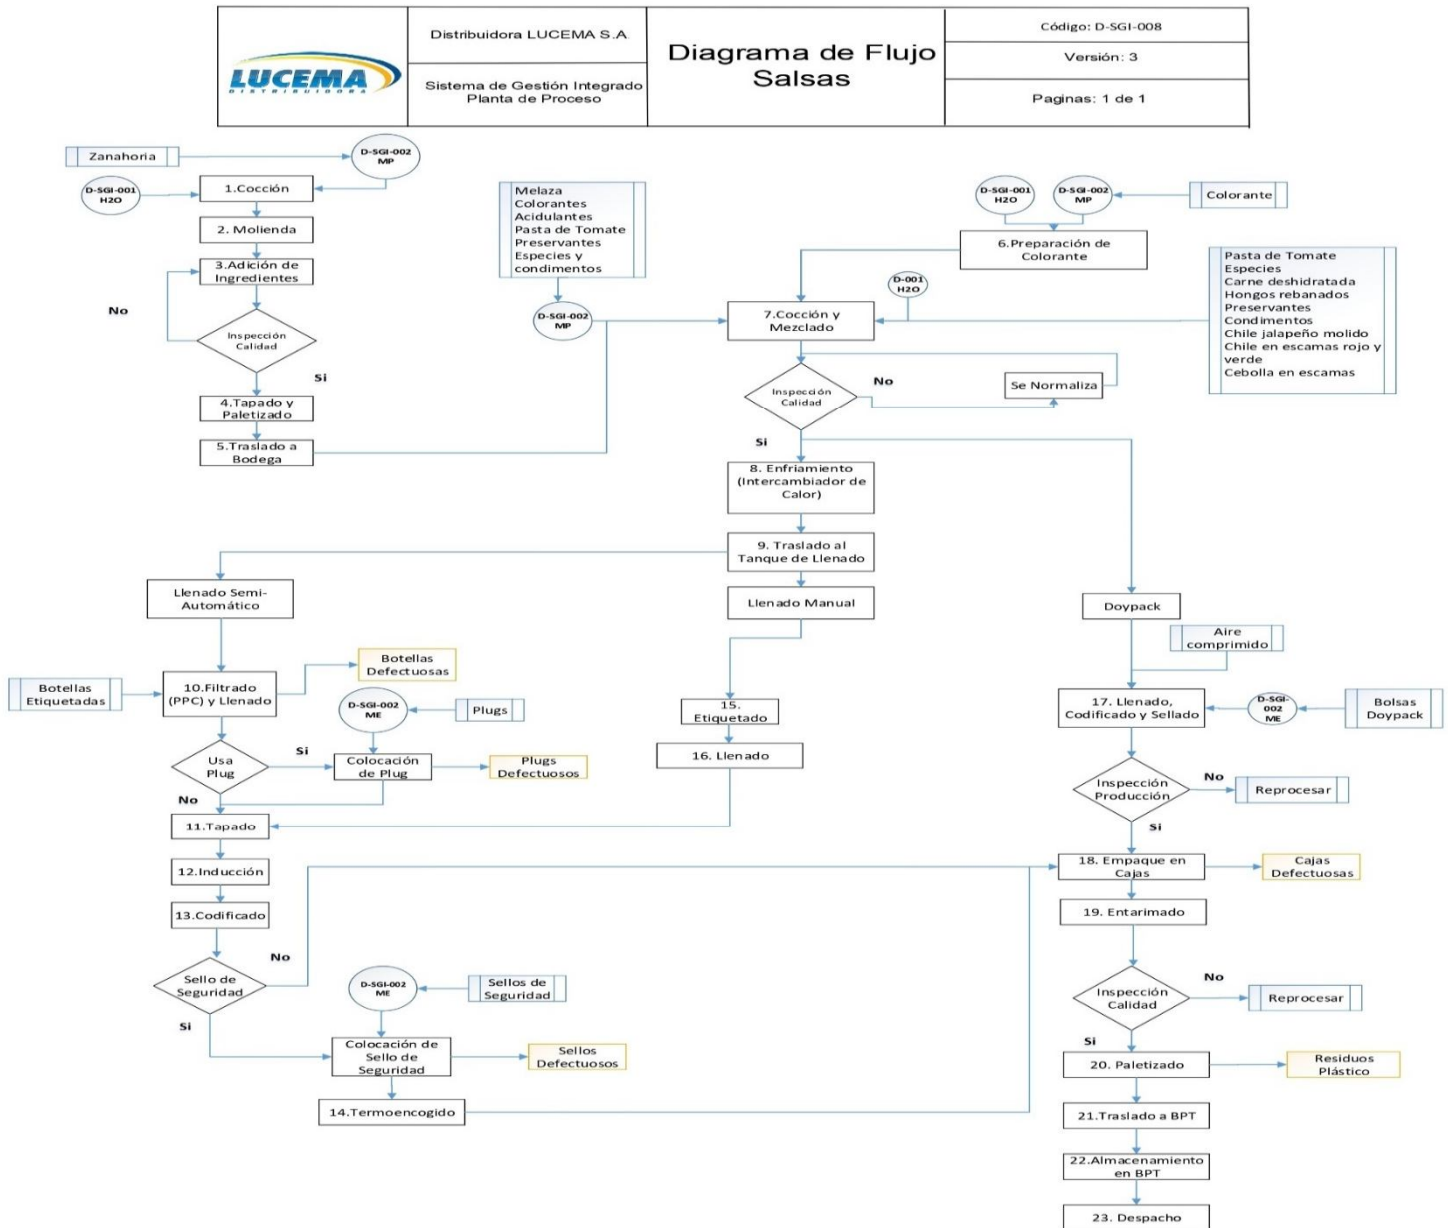 LUCEMA
DISTRIBUIDORA
Distribuidora LUCEMA S.A
Sistema de Gestión Integrado
Planta de Proceso
Diagrama de Flujo
Salsas
Código: D-SGI-008
Versión: 3
Paginas: 1 de 1
Zanahoria
D-SGI-002
MP
D-SGI-001
H2O
1.Cocción
2. Molienda
3.Adición de
Ingredientes
No
Inspección
Calidad
Si
4.Tapado y
Paletizado
5.Traslado a
Bodega
Melaza
Colorantes
Acidulantes
Pasta de Tomate
Preservantes
Especies y
condimentos
D-SGI-002
MP
D-SGI-001
H2O
D-SGI-002
MP
Colorante
6.Preparación de
Colorante
D-001
H2O
Pasta de Tomate
Especies
Carne deshidratada
Hongos rebanados
Preservantes
Condimentos
Chile jalapeño molido
Chile en escamas rojo y
verde
Cebolla en escamas
7.Cocción y
Mezclado
Inspección
Calidad
No
Se Normaliza
Si
8. Enfriamiento
(Intercambiador de
Calor)
9. Traslado al
Tanque de Llenado
Llenado Semi-
Automático
Llenado Manual
Doypack
Aire
comprimido
Botellas
Etiquetadas
10.Filtrado
(PPC) y Llenado
Botellas
Defectuosas
D-SGI-002
ME
Plugs
Usa
Plug
Si
Colocación
de Plug
Plugs
Defectuosos
No
11.Tapado
15.
Etiquetado
16. Llenado
17. Llenado,
Codificado y Sellado
D-SGI-
002
ME
Bolsas
Doypack
Inspección
Producción
No
Reprocesar
Si
12.Inducción
13.Codificado
Sello de
Seguridad
No
Si
D-SGI-002
ME
Sellos de
Seguridad
Colocación de
Sello de
Seguridad
Sellos
Defectuosos
14.Termoencogido
18. Empaque en
Cajas
Cajas
Defectuosas
19. Entarimado
Inspección
Calidad
No
Reprocesar
Si
20. Paletizado
Residuos
Plástico
21.Traslado a BPT
22.Almacenamiento
en BPT
23. Despacho